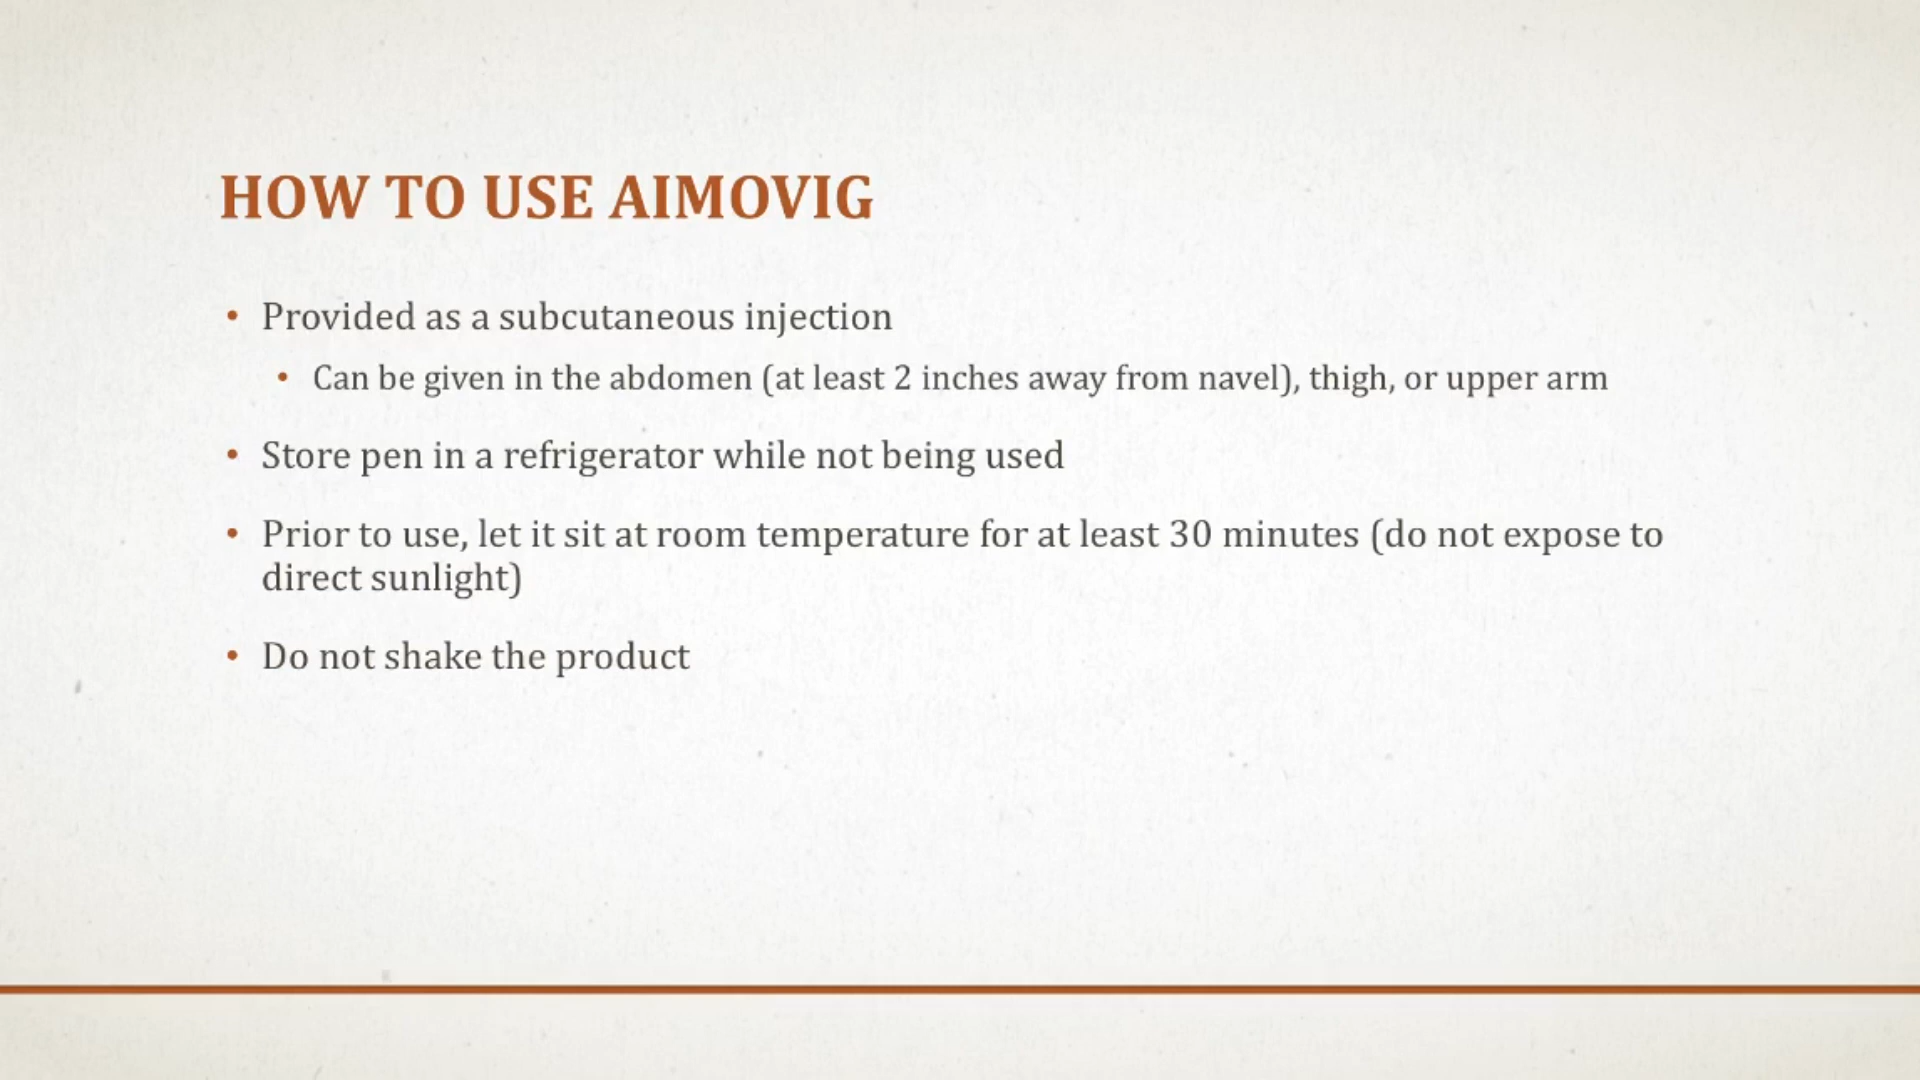 HOW TO USE AIMOVIG
• Provided as a subcutaneous injection
• Can be given in the abdomen (at least 2 inches away from navel), thigh, or upper arm
• Store pen in a refrigerator while not being used
• Prior to use, let it sit at room temperature for at least 30 minutes (do not expose to
direct sunlight)
• Do not shake the product